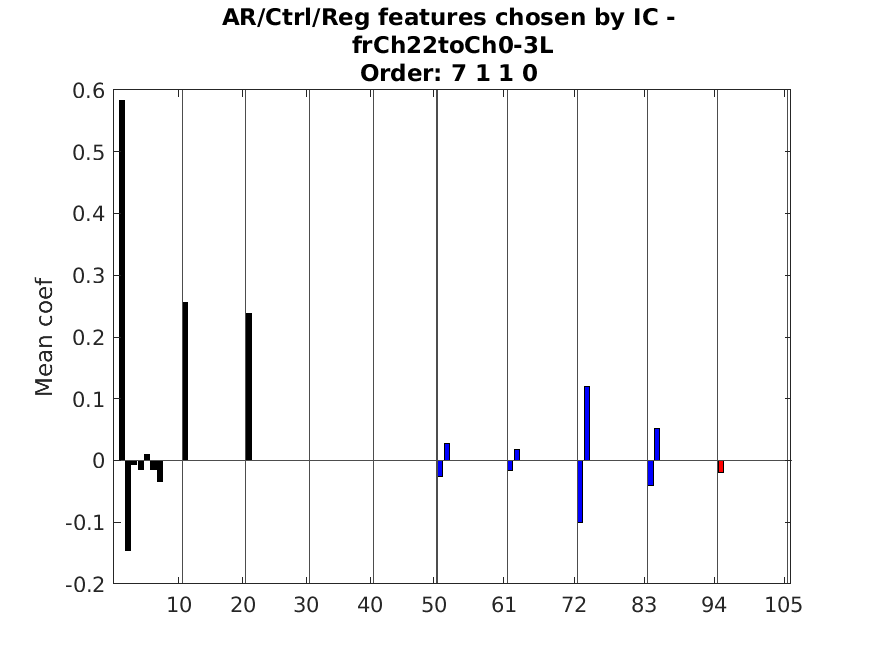 AR/Ctrl/Reg features chosen by IC -
frCh22toCh0-3L
Order: 7 1 1 0
0.6
0.5
0.4
0.3
0.2
0.1
0
-0.1
-0.2
Mean coef
10 20 30 40 50 61 72 83 94 105